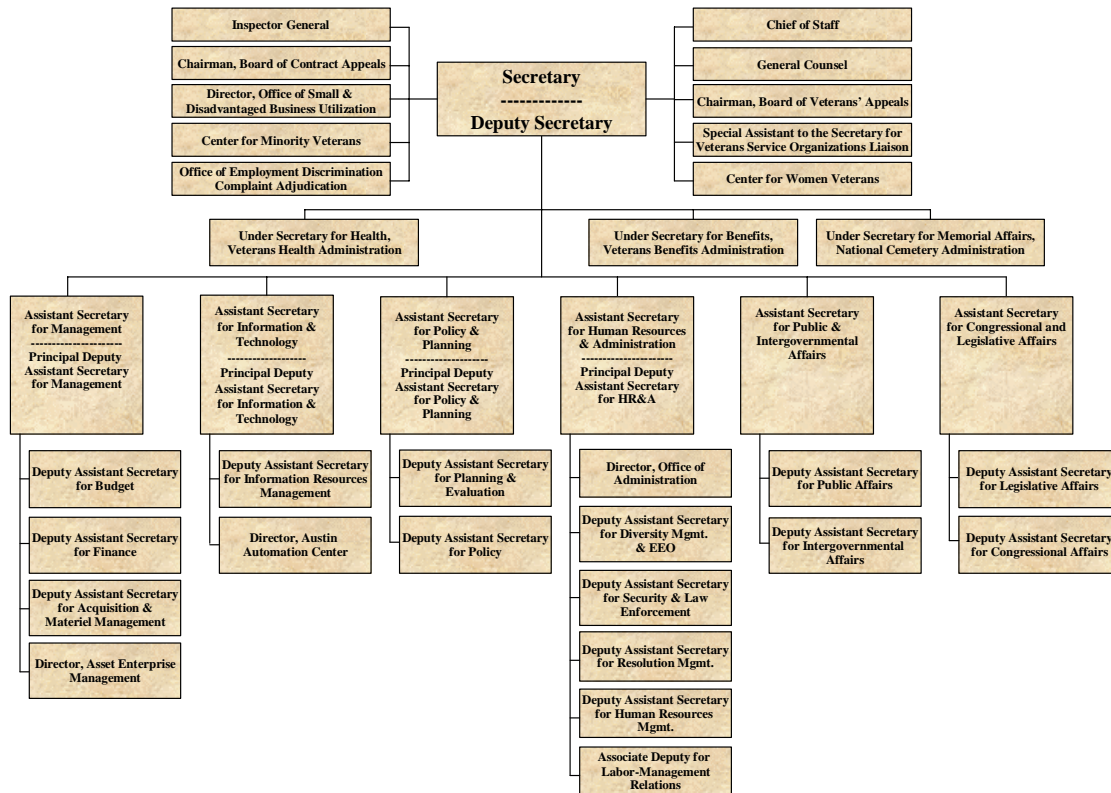 Inspector General
Chairman, Board of Contract Appeals
Director, Office of Small &
Disadvantaged Business Utilization
Center for Minority Veterans
Office of Employment Discrimination
Complaint Adjudication
Secretary
-------------
Deputy Secretary
Chief of Staff
General Counsel
Chairman, Board of Veterans’ Appeals
Special Assistant to the Secretary for
Veterans Service Organizations Liaison
Center for Women Veterans
Under Secretary for Health,
Veterans Health Administration
Under Secretary for Benefits,
Veterans Benefits Administration
Under Secretary for Memorial Affairs,
National Cemetery Administration
Assistant Secretary
for Management
----------------------
Principal Deputy
Assistant Secretary
for Management
Deputy Assistant Secretary
for Budget
Deputy Assistant Secretary
for Finance
Deputy Assistant Secretary
for Acquisition &
Materiel Management
Director, Asset Enterprise
Management
Assistant Secretary
for Information &
Technology
-------------------
Principal Deputy
Assistant Secretary
for Information &
Technology
Deputy Assistant Secretary
for Information Resources
Management
Director, Austin
Automation Center
Assistant Secretary
for Policy &
Planning
-------------------
Principal Deputy
Assistant Secretary
for Policy &
Planning
Deputy Assistant Secretary
for Planning &
Evaluation
Deputy Assistant Secretary
for Policy
Assistant Secretary
for Human Resources
& Administration
----------------------
Principal Deputy
Assistant Secretary
for HR&A
Director, Office of
Administration
Deputy Assistant Secretary
for Diversity Mgmt.
& EEO
Deputy Assistant Secretary
for Security & Law
Enforcement
Deputy Assistant Secretary
for Resolution Mgmt.
Deputy Assistant Secretary
for Human Resources
Mgmt.
Associate Deputy for
Labor-Management
Relations
Assistant Secretary
for Public &
Intergovernmental
Affairs
Deputy Assistant Secretary
for Public Affairs
Deputy Assistant Secretary
for Intergovernmental
Affairs
Assistant Secretary
for Congressional and
Legislative Affairs
Deputy Assistant Secretary
for Legislative Affairs
Deputy Assistant Secretary
for Congressional Affairs